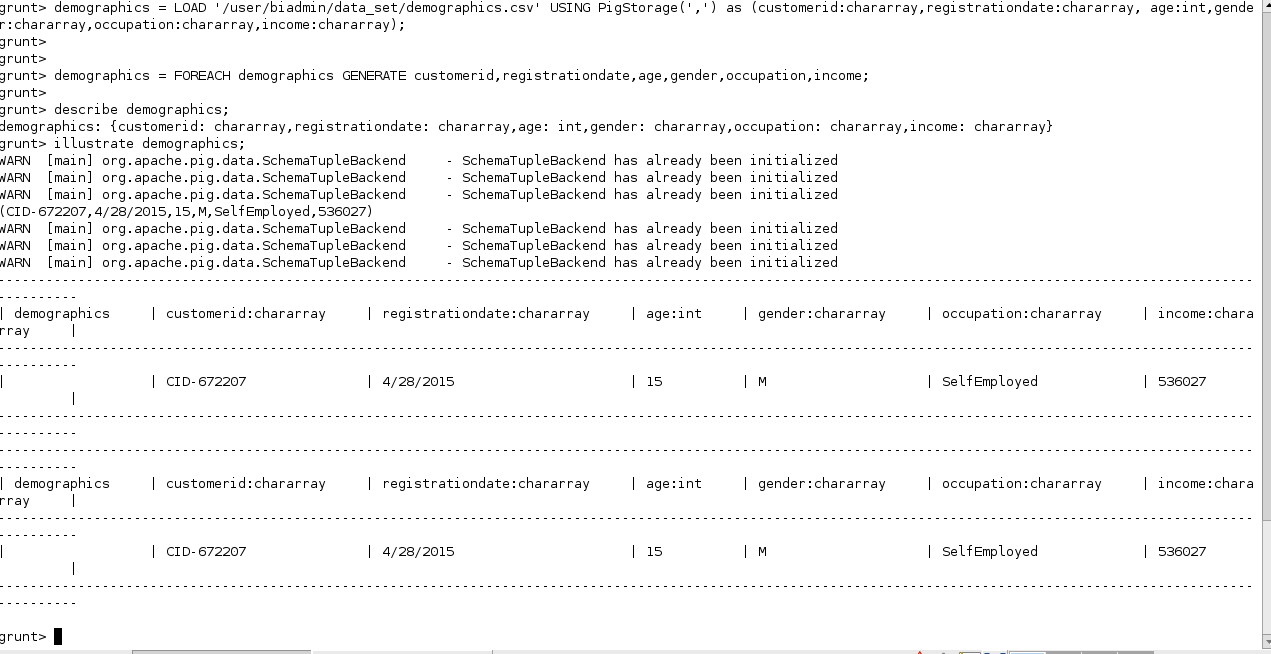 grunt> demographics = LOAD '/user/biadmin/data_set/demographics.csv' USING PigStorage(',') as (customerid:chararray,registrationdate:chararray, age:int,gende
r:chararray,occupation:chararray,income:chararray);
grunt>
grunt>
grunt> demographics = FOREACH demographics GENERATE customerid,registrationdate,age,gender,occupation,income;
grunt>
grunt> describe demographics;
demographics: {customerid: chararray,registrationdate: chararray,age: int,gender: chararray,occupation: chararray,income: chararray}
grunt> illustrate demographics;
WARN  [main] org.apache.pig.data.SchemaTupleBackend     - SchemaTupleBackend has already been initialized
WARN  [main] org.apache.pig.data.SchemaTupleBackend     - SchemaTupleBackend has already been initialized
WARN  [main] org.apache.pig.data.SchemaTupleBackend     - SchemaTupleBackend has already been initialized
(CID-672207,4/28/2015,15,M,SelfEmployed,536027)
WARN  [main] org.apache.pig.data.SchemaTupleBackend     - SchemaTupleBackend has already been initialized
WARN  [main] org.apache.pig.data.SchemaTupleBackend     - SchemaTupleBackend has already been initialized
WARN  [main] org.apache.pig.data.SchemaTupleBackend     - SchemaTupleBackend has already been initialized
| demographics     | customerid:chararray     | registrationdate:chararray     | age:int     | gender:chararray     | occupation:chararray     | income:chara
rray     |
|                  | CID-672207               | 4/28/2015                      | 15          | M                    | SelfEmployed             | 536027
         |
| demographics     | customerid:chararray     | registrationdate:chararray     | age:int     | gender:chararray     | occupation:chararray     | income:chara
rray     |
|                  | CID-672207               | 4/28/2015                      | 15          | M                    | SelfEmployed             | 536027
         |
grunt>